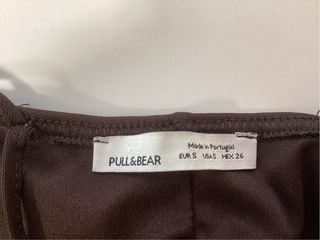 PULL&BEAR
Made in Portugal
EUR S USA S MEX 26